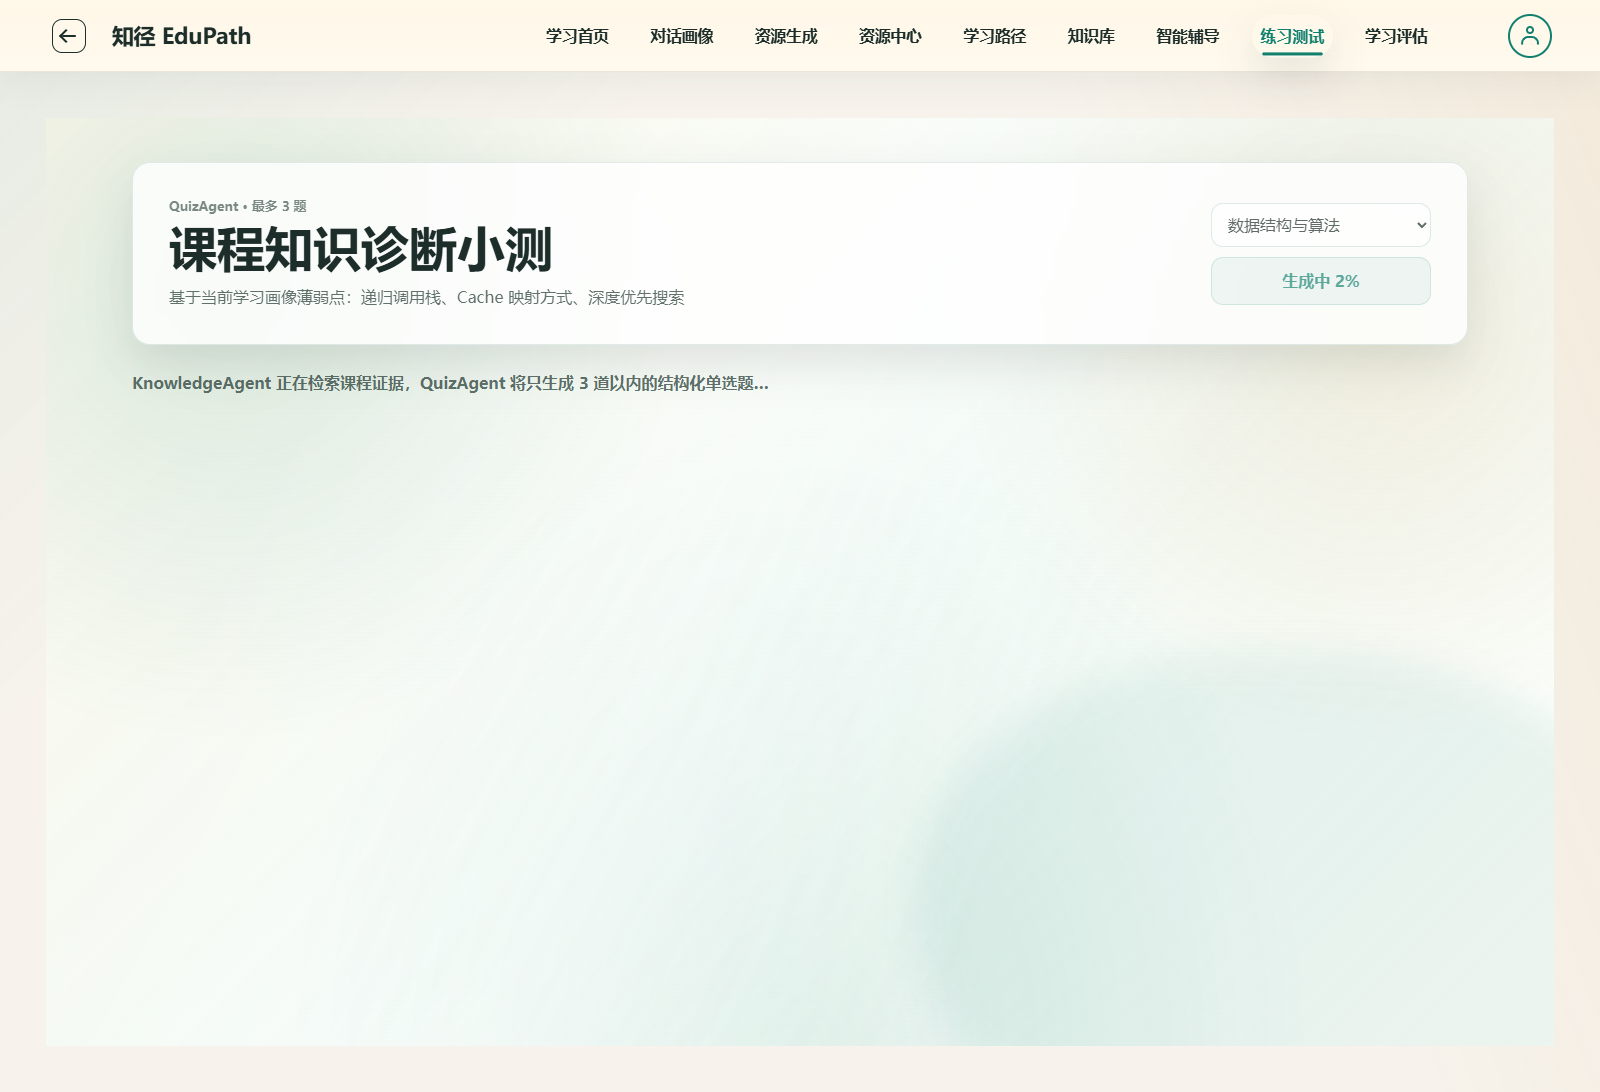 知径 EduPath
学习首页 对话画像 资源生成 资源中心 学习路径 知识库 智能辅导 练习测试 学习评估
QuizAgent • 最多 3 题
课程知识诊断小测
基于当前学习画像薄弱点：递归调用栈、Cache 映射方式、深度优先搜索
数据结构与算法
生成中 2%
KnowledgeAgent 正在检索课程证据，QuizAgent 将只生成 3 道以内的结构化单选题...